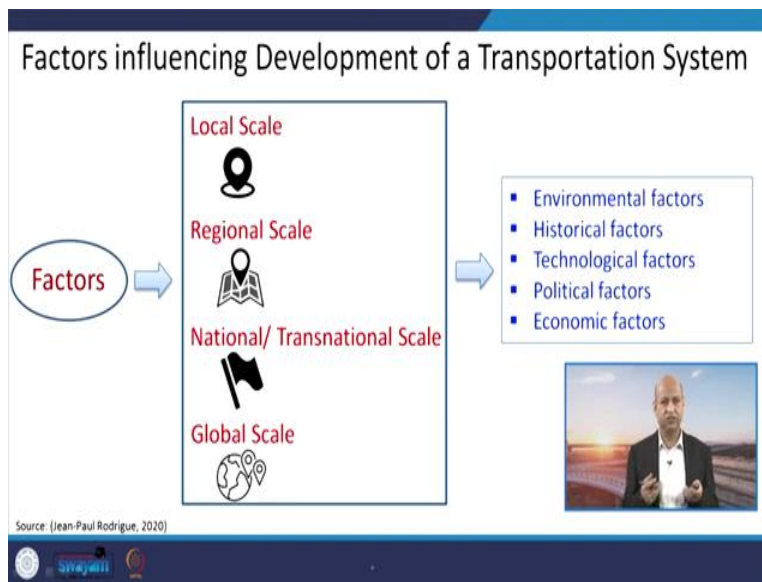 Factors influencing Development of a Transportation System
Factors
Local Scale
Regional Scale
National/ Transnational Scale
Global Scale
Environmental factors
Historical factors
Technological factors
Political factors
Economic factors
Source: (Jean-Paul Rodrigue, 2020)
swayam